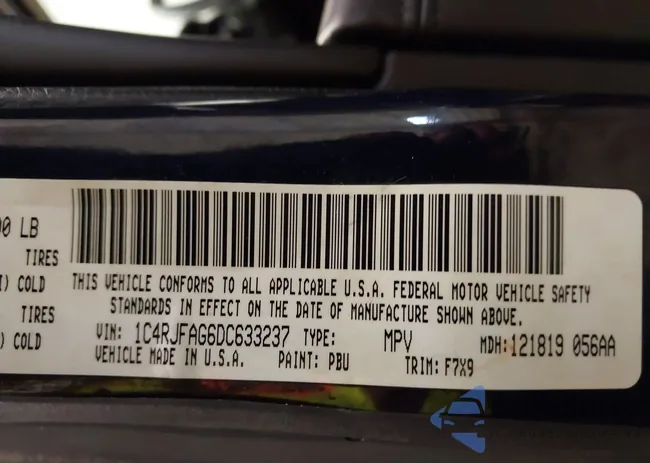 0 LB
TIRES
) COLD
TIRES
) COLD
THIS VEHICLE CONFORMS TO ALL APPLICABLE U.S.A. FEDERAL MOTOR VEHICLE SAFETY
STANDARDS IN EFFECT ON THE DATE OF MANUFACTURE SHOWN ABOVE.
VIN: 1C4RJFAG6DC633237 TYPE: MPV MDH:121819 056AA
VEHICLE MADE IN U.S.A. PAINT: PBU TRIM: F7X9